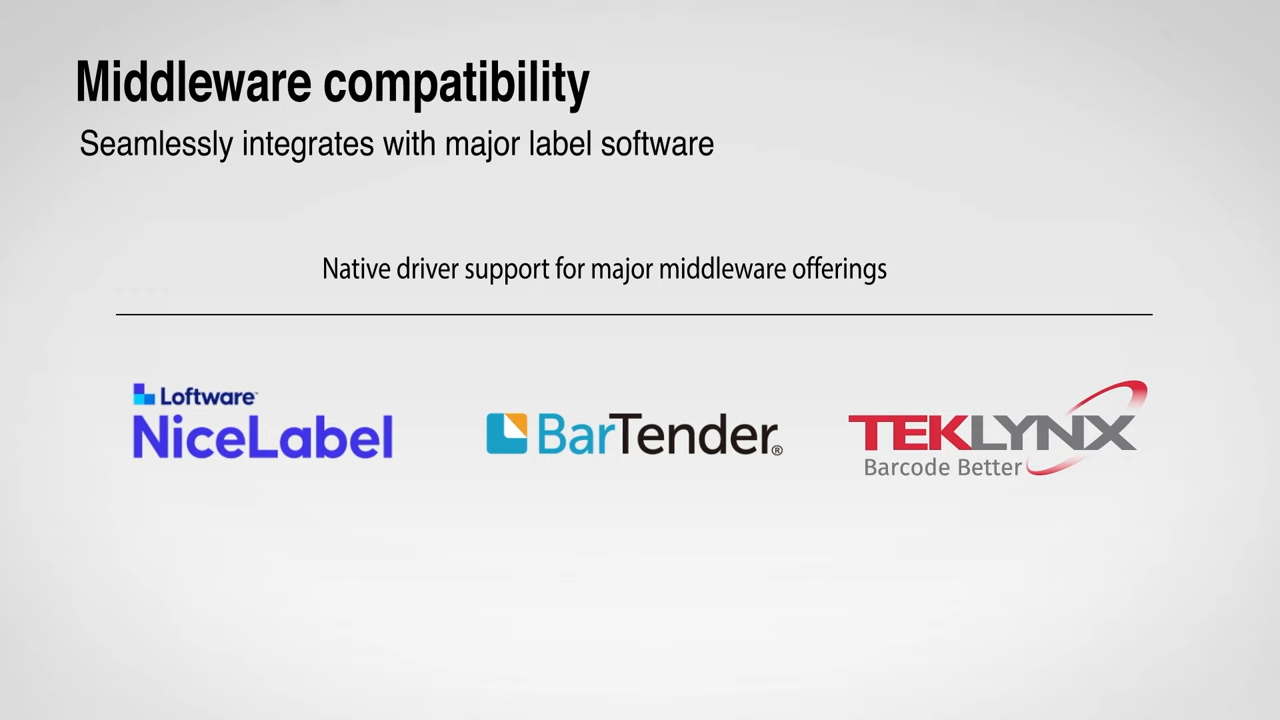 Middleware compatibility
Seamlessly integrates with major label software
Native driver support for major middleware offerings
Loftware™
NiceLabel
BarTender®
TEKLYNX
Barcode Better